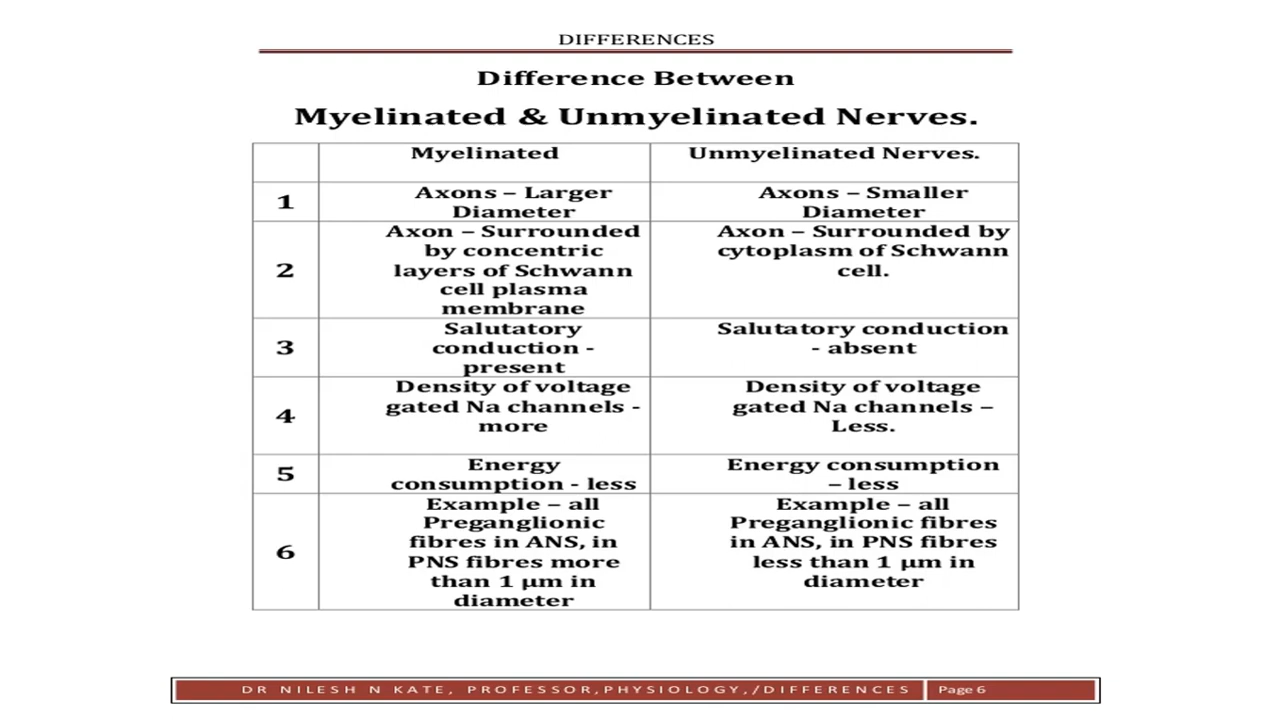 DIFFERENCES
Difference Between
Myelinated & Unmyelinated Nerves.
Myelinated
Unmyelinated Nerves.
1
Axons – Larger
Diameter
Axons – Smaller
Diameter
2
Axon – Surrounded
by concentric
layers of Schwann
cell plasma
membrane
Axon – Surrounded by
cytoplasm of Schwann
cell.
3
Salutatory
conduction -
present
Salutatory conduction
- absent
4
Density of voltage
gated Na channels -
more
Density of voltage
gated Na channels –
Less.
5
Energy
consumption - less
Energy consumption
– less
6
Example – all
Preganglionic
fibres in ANS, in
PNS fibres more
than 1 µm in
diameter
Example – all
Preganglionic fibres
in ANS, in PNS fibres
less than 1 µm in
diameter
DR NILESH N KATE, PROFESSOR,PHYSIOLOGY,/DIFFERENCES
Page 6